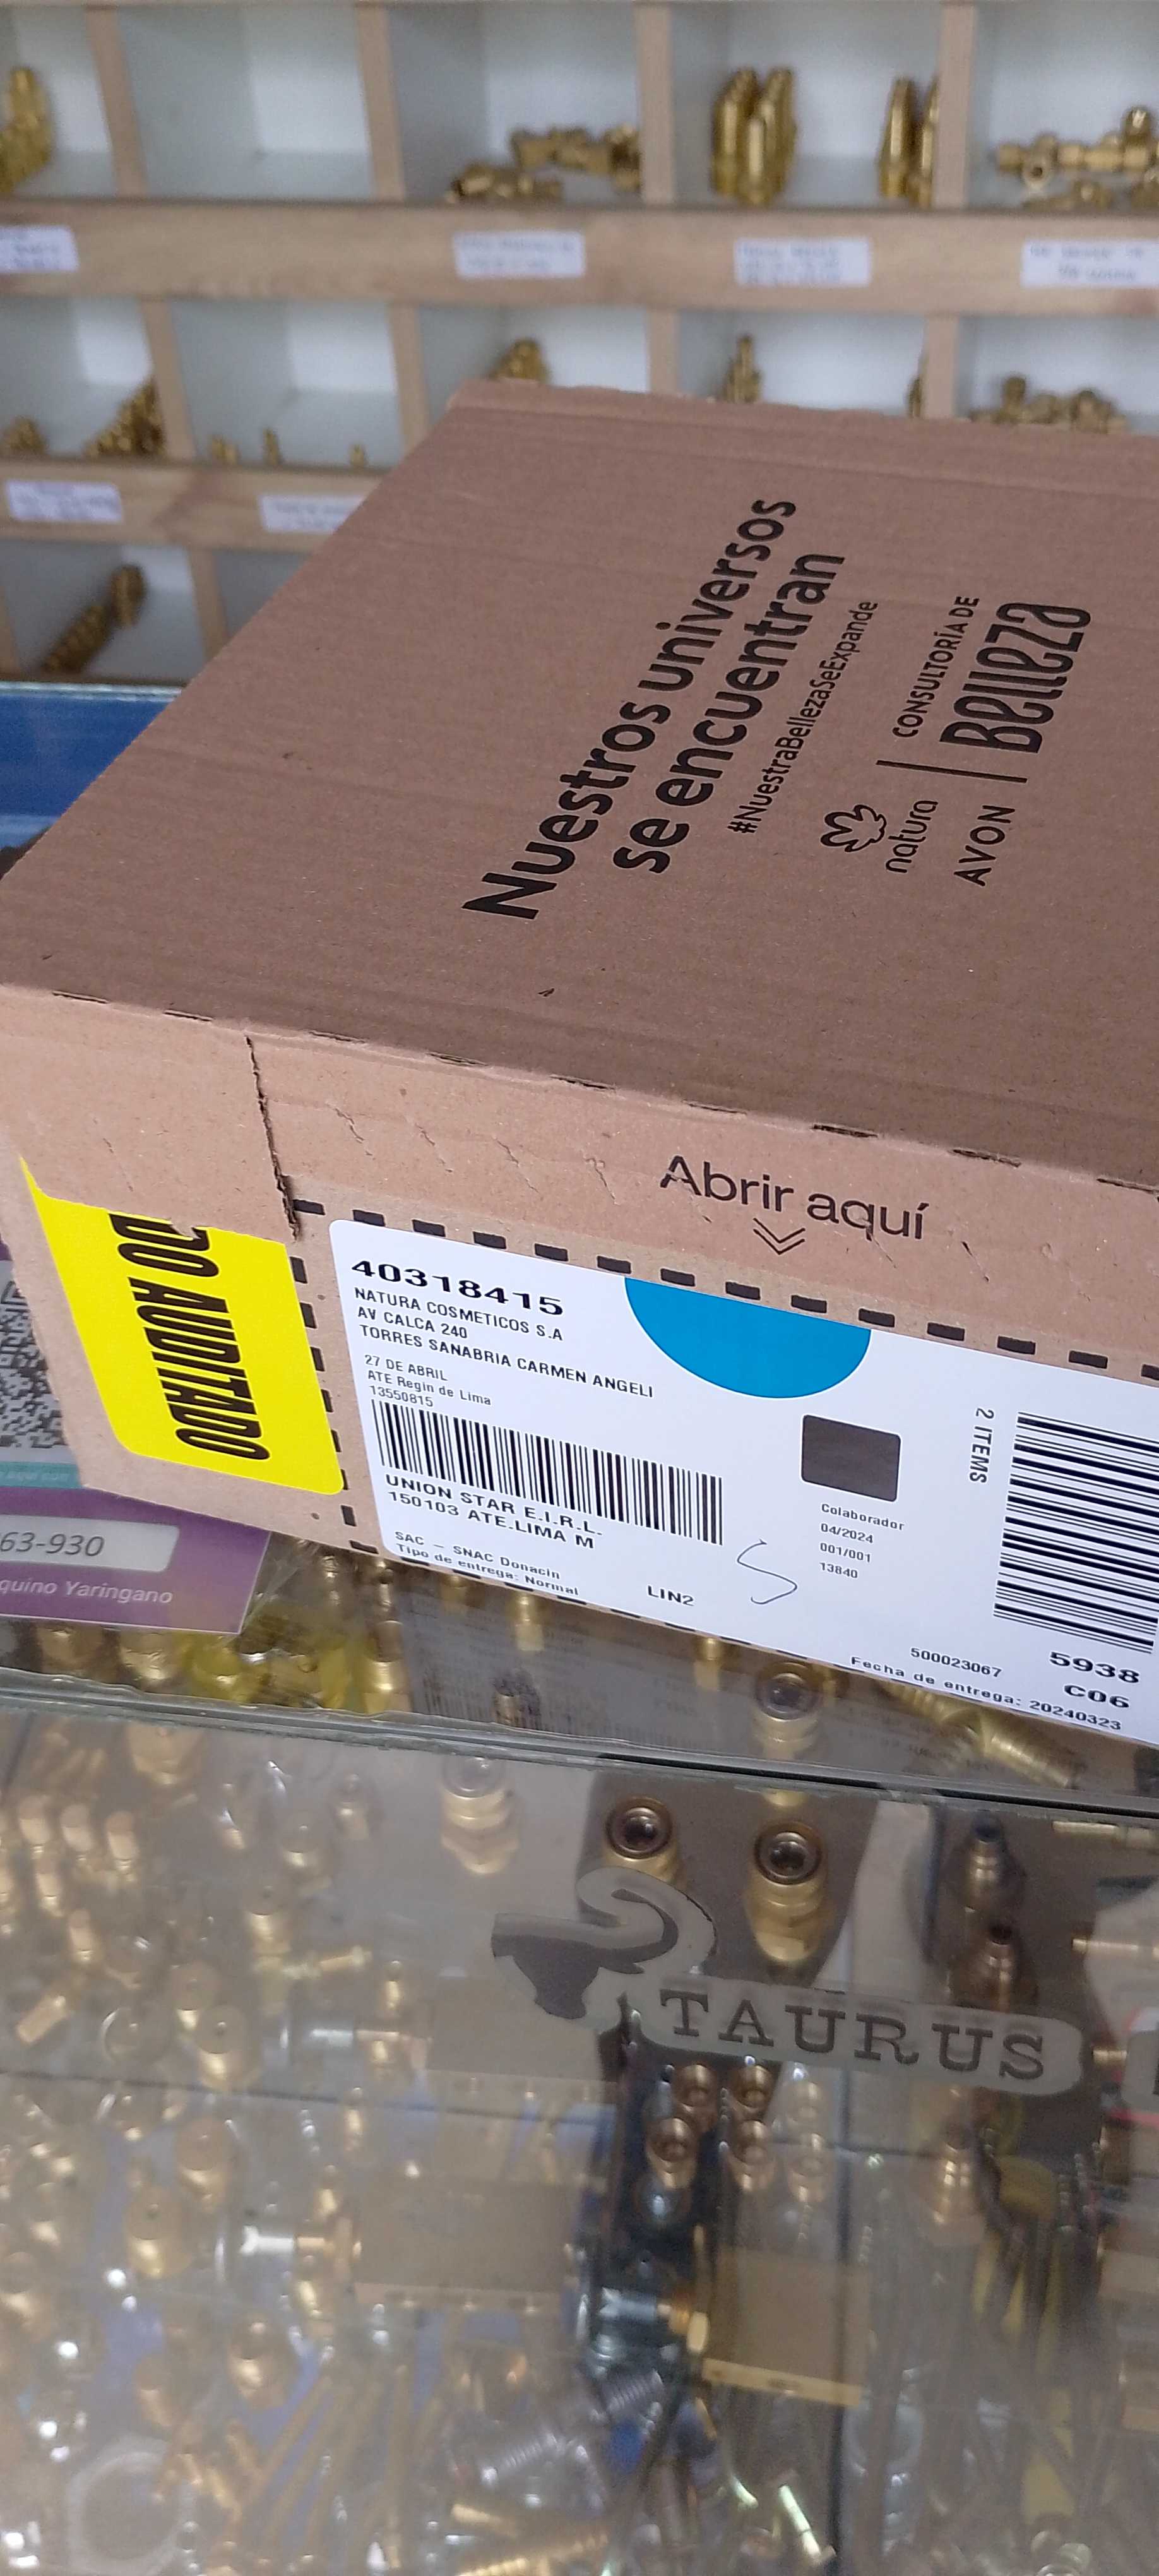 Nuestros universos
se encuentran
#NuestraBellezaSeExpande
natura
AVON
CONSULTORÍA DE
Belleza
Abrir aquí
DO AUDITADO
40318415
NATURA COSMETICOS S.A
AV CALCA 240
TORRES SANABRIA CARMEN ANGELI
27 DE ABRIL
ATE Regin de Lima
13550815
UNION STAR E.I.R.L.
150103 ATE.LIMA M
SAC - SNAC Donacin
Tipo de entrega: Normal
LIN2
Colaborador
04/2024
001/001
13840
2 ITEMS
500023067
5938
C06
Fecha de entrega: 20240323
63-930
quino Yaringano
TAURUS